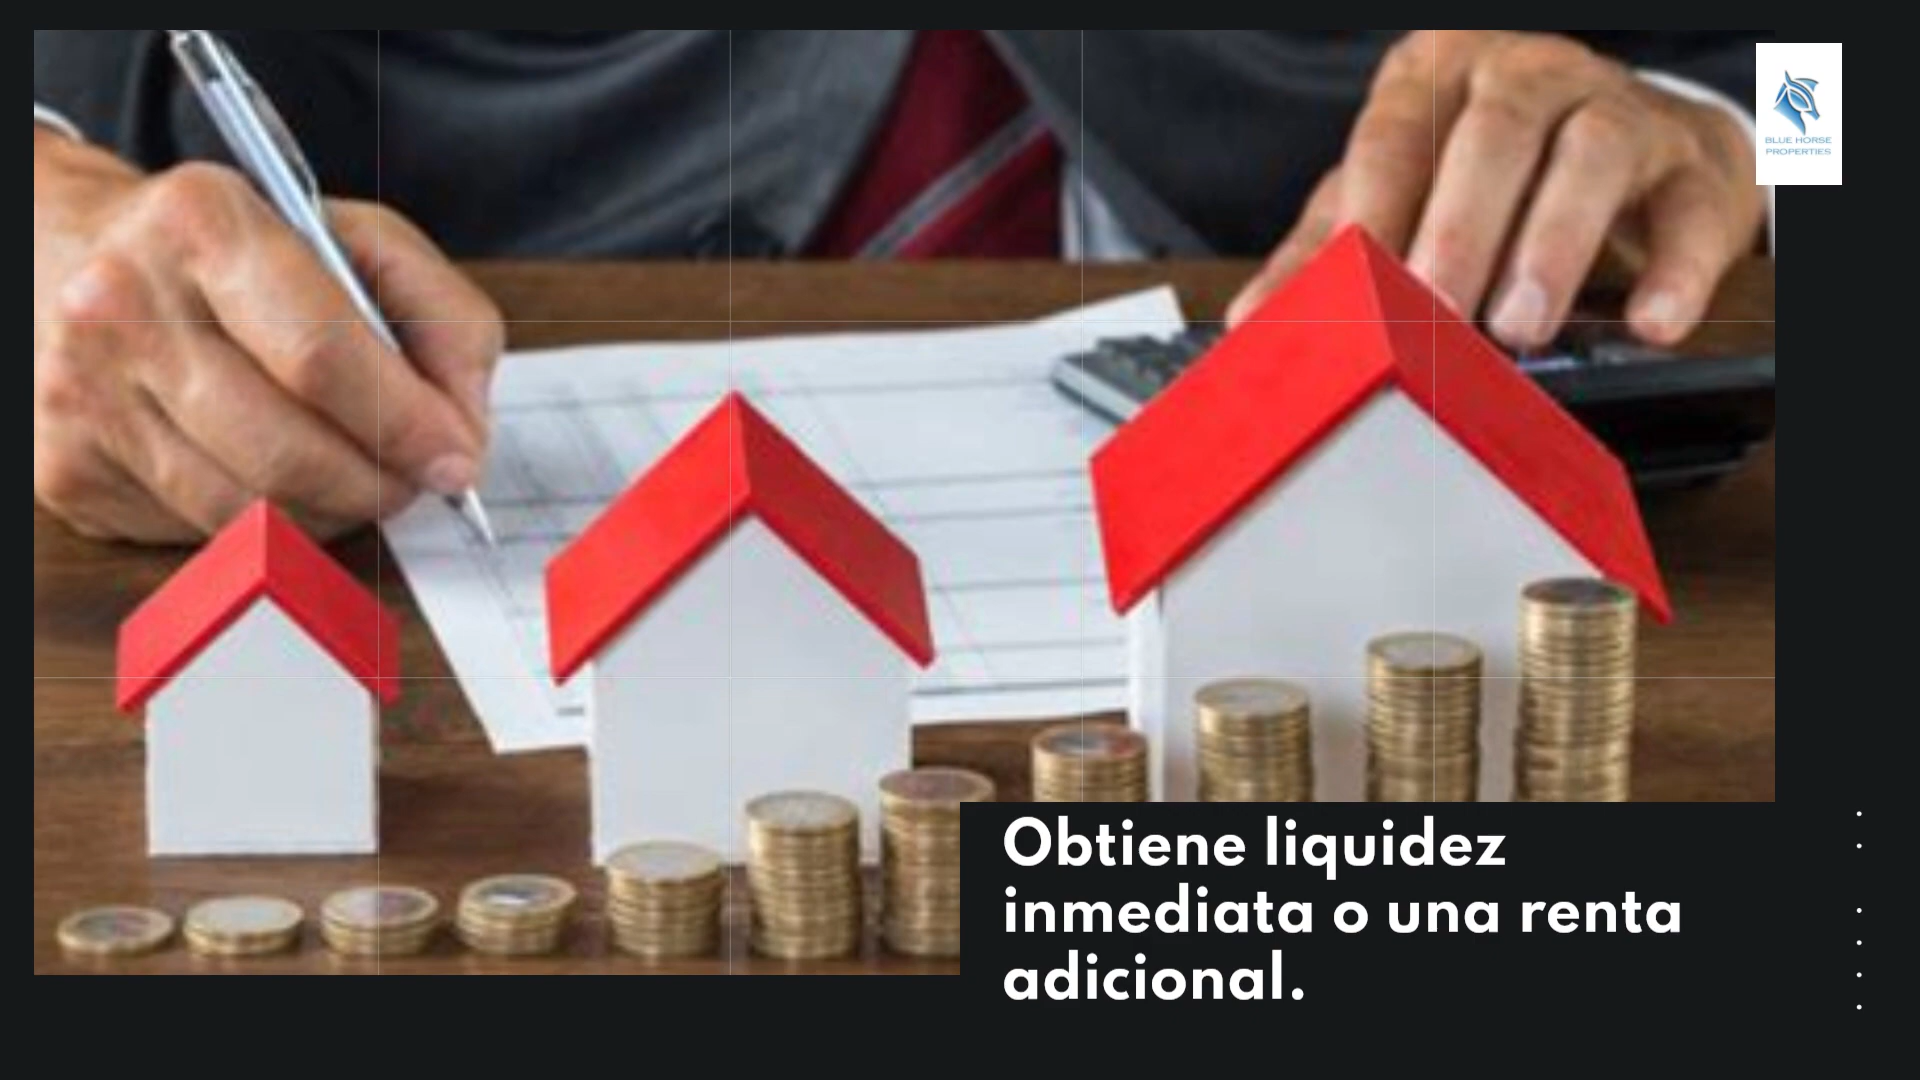 BLUE HORSE
PROPERTIES
Obtiene liquidez
inmediata o una renta
adicional.